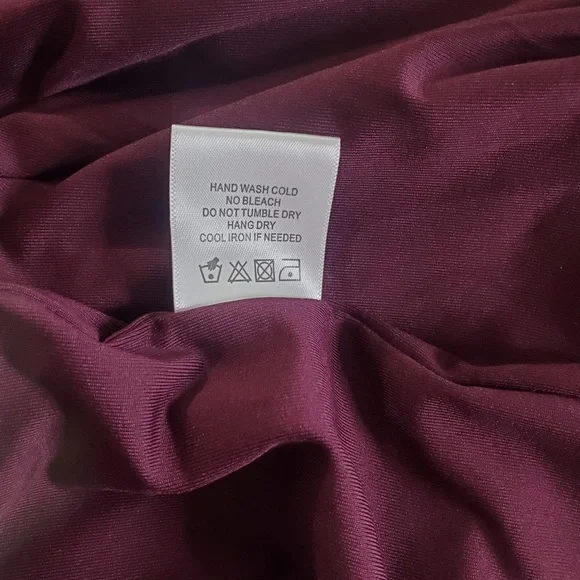 HAND WASH COLD
NO BLEACH
DO NOT TUMBLE DRY
HANG DRY
COOL IRON IF NEEDED